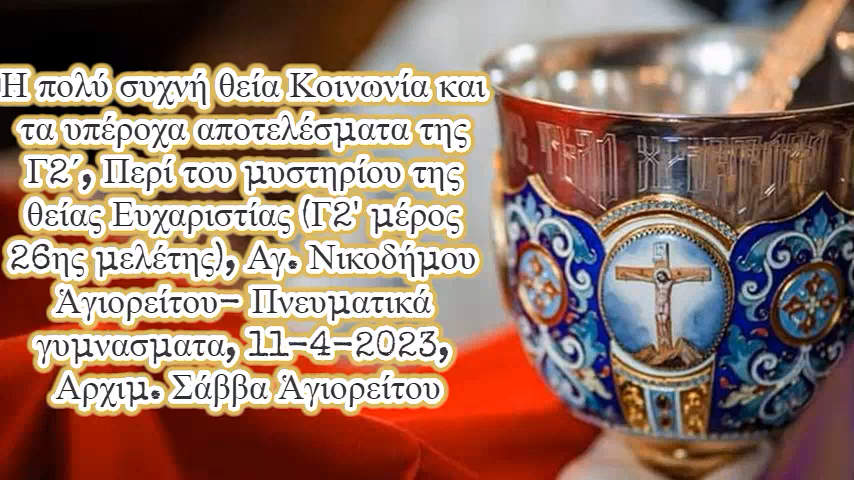 Η πολύ συχνή θεία Κοινωνία και
τα υπέροχα αποτελέσματα της
Γ2΄, Περί του μυστηρίου της
θείας Ευχαριστίας (Γ2' μέρος
26ης μελέτης), Αγ. Νικοδήμου
Ἁγιορείτου- Πνευματικά
γυμνασματα, 11-4-2023,
Αρχιμ. Σάββα Ἁγιορείτου